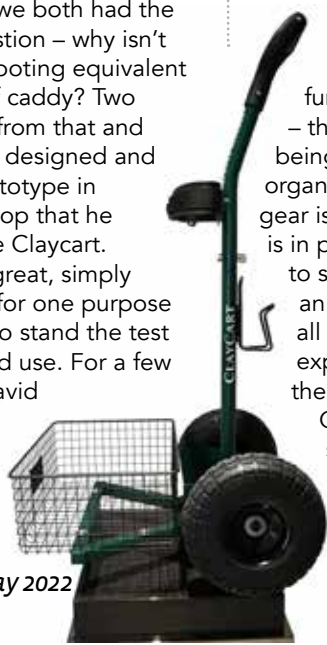 we both had the
stion – why isn't
ooting equivalent
f caddy? Two
from that and
designed and
totype in
op that he
e Claycart.
great, simply
for one purpose
o stand the test
d use. For a few
avid
ay 2022
fur
– th
being
organ
gear is
is in p
to s
an
all
exp
the
CLAYCART